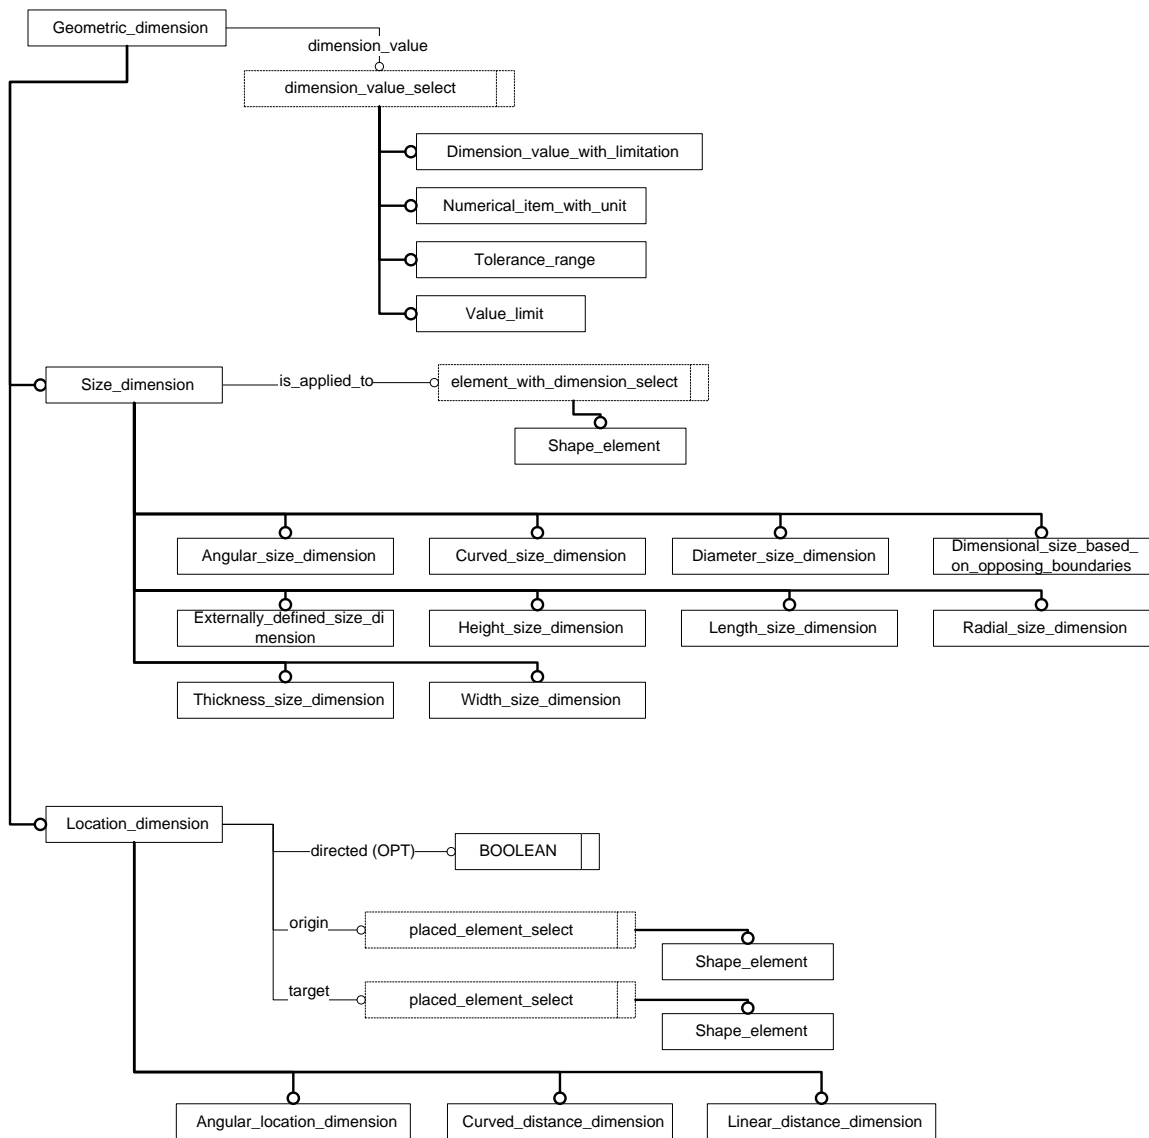 Geometric_dimension
dimension_value
dimension_value_select
Dimension_value_with_limitation
Numerical_item_with_unit
Tolerance_range
Value_limit
Size_dimension
is_applied_to
element_with_dimension_select
Shape_element
Angular_size_dimension
Curved_size_dimension
Diameter_size_dimension
Dimensional_size_based_
on_opposing_boundaries
Externally_defined_size_di
mension
Height_size_dimension
Length_size_dimension
Radial_size_dimension
Thickness_size_dimension
Width_size_dimension
Location_dimension
directed (OPT)
BOOLEAN
origin
placed_element_select
Shape_element
target
placed_element_select
Shape_element
Angular_location_dimension
Curved_distance_dimension
Linear_distance_dimension